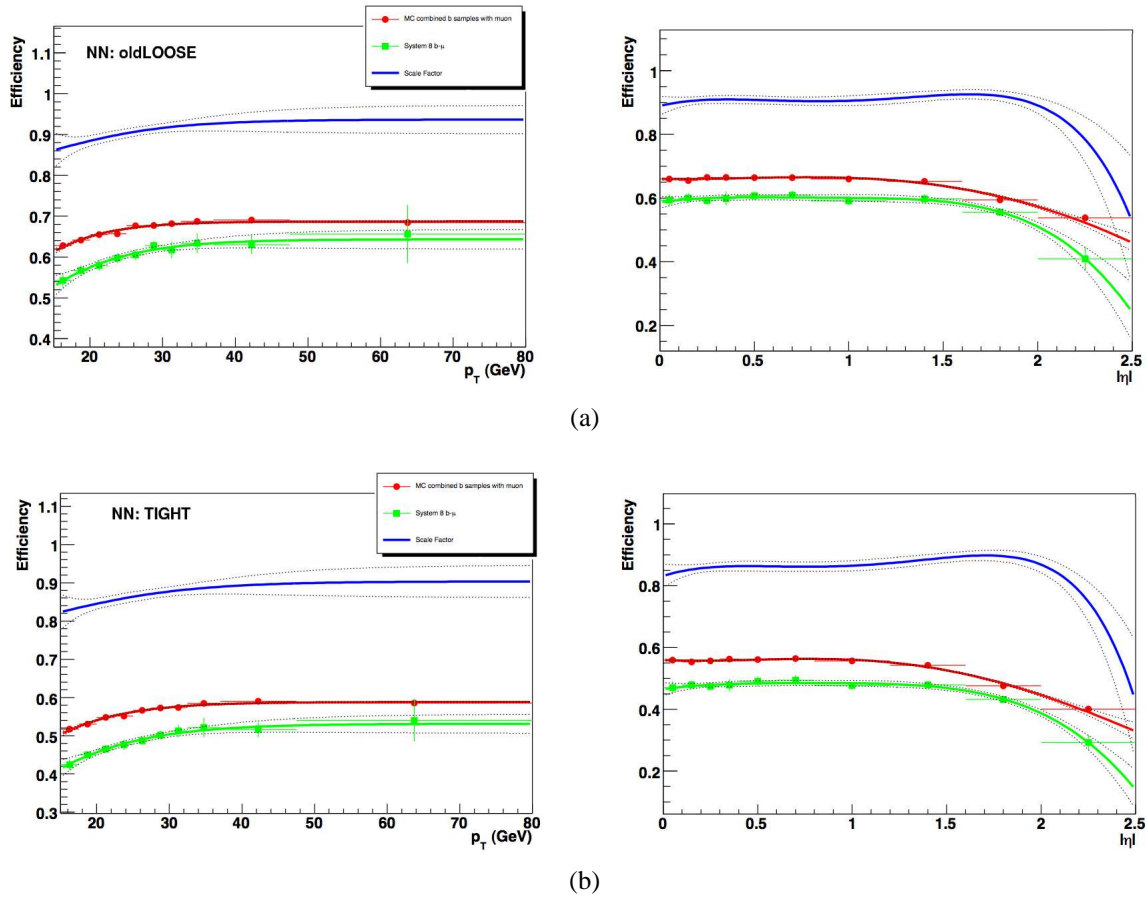 NN: oldLOOSE
MC combined b samples with muon
System 8 b-μ
Scale Factor
Efficiency
1.1
1
0.9
0.8
0.7
0.6
0.5
0.4
20 30 40 50 60 70 80
p_T (GeV)
Efficiency
1
0.8
0.6
0.4
0.2
0 0.5 1 1.5 2 2.5
|η|
(a)
NN: TIGHT
MC combined b samples with muon
System 8 b-μ
Scale Factor
Efficiency
1.1
1
0.9
0.8
0.7
0.6
0.5
0.4
0.3
20 30 40 50 60 70 80
p_T (GeV)
Efficiency
1
0.8
0.6
0.4
0.2
0 0.5 1 1.5 2 2.5
|η|
(b)